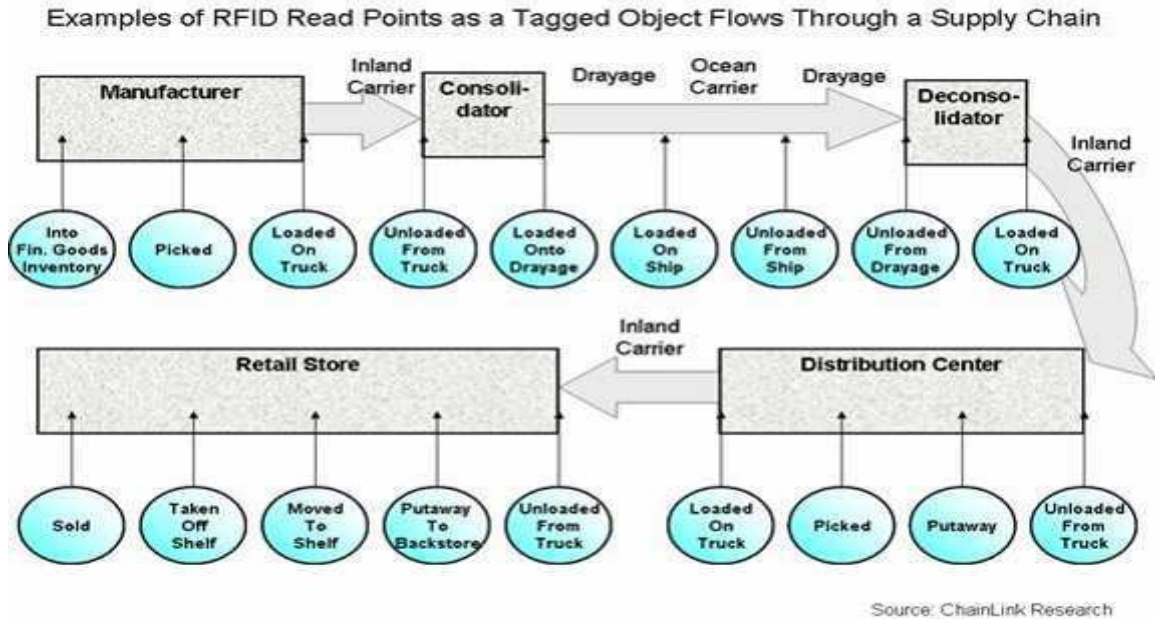 Examples of RFID Read Points as a Tagged Object Flows Through a Supply Chain
Manufacturer
Inland
Carrier
Consoli-
dator
Drayage
Ocean
Carrier
Drayage
Deconso-
lidator
Inland
Carrier
Into
Fin. Goods
Inventory
Picked
Loaded
On
Truck
Unloaded
From
Truck
Loaded
Onto
Drayage
Loaded
On
Ship
Unloaded
From
Ship
Unloaded
From
Drayage
Loaded
On
Truck
Retail Store
Inland
Carrier
Distribution Center
Sold
Taken
Off
Shelf
Moved
To
Shelf
Putaway
To
Backstore
Unloaded
From
Truck
Loaded
On
Truck
Picked
Putaway
Unloaded
From
Truck
Source: ChainLink Research